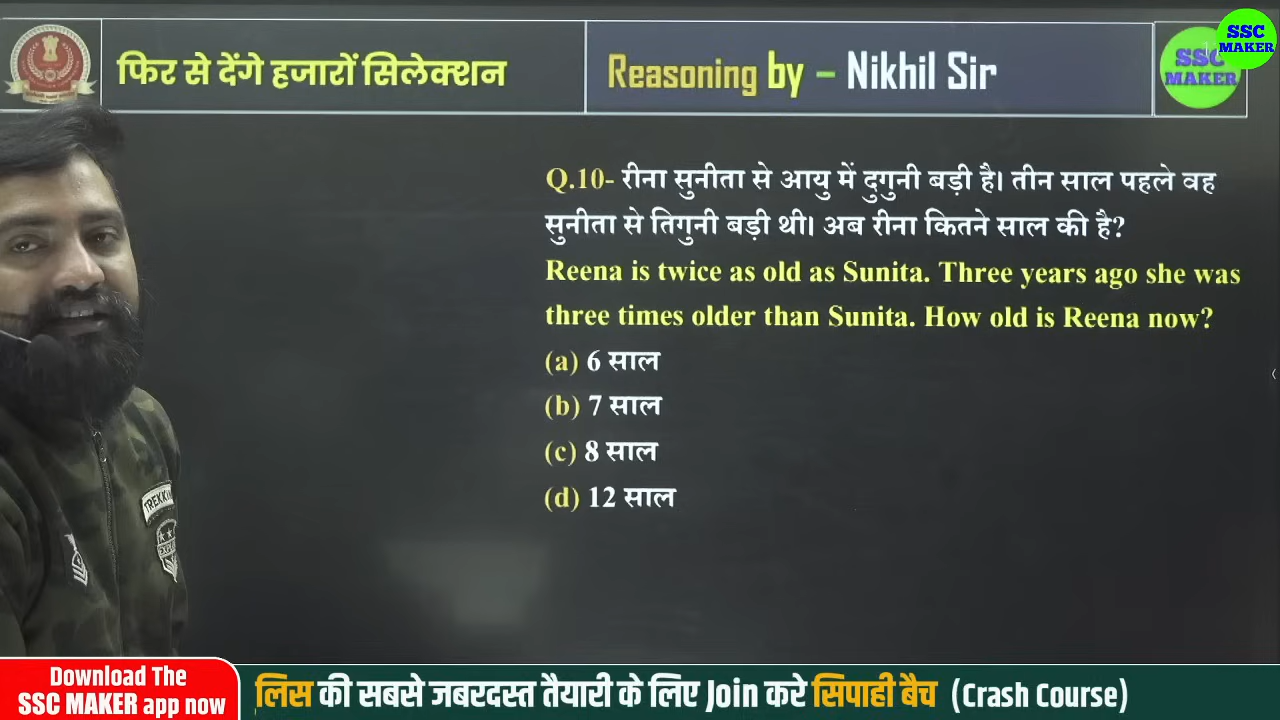 फिर से देंगे हजारों सिलेक्शन
Reasoning by – Nikhil Sir
SSC
MAKER
SSC
MAKER
Q.10- रीना सुनीता से आयु में दुगुनी बड़ी है। तीन साल पहले वह
सुनीता से तिगुनी बड़ी थी। अब रीना कितने साल की है?
Reena is twice as old as Sunita. Three years ago she was
three times older than Sunita. How old is Reena now?
(a) 6 साल
(b) 7 साल
(c) 8 साल
(d) 12 साल
Download The
SSC MAKER app now
लिस की सबसे जबरदस्त तैयारी के लिए Join करे सिपाही बैच (Crash Course)